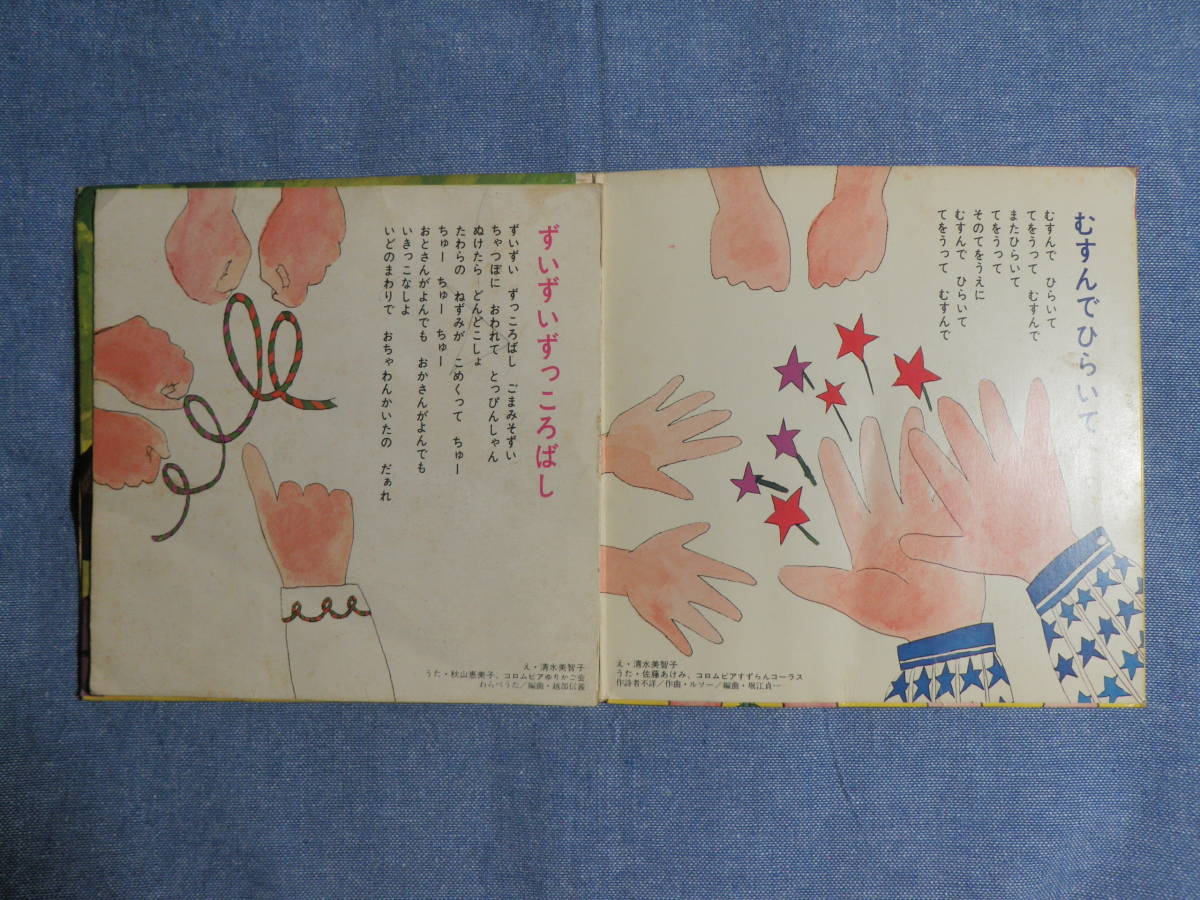 むすんでひらいて
むすんで　ひらいて
てをうって　むすんで
またひらいて
てをうって
そのてをうえに
むすんで　ひらいて
てをうって　むすんで
え・清水美智子
うた・佐藤あけみ、コロムビアすずらんコーラス
作詩者不詳／作曲・ルソー／編曲・堀江貞一
ずいずいずっころばし
ずいずい　ずっころばし　ごまみそずい
ちゃつぼに　おわれて　とっぴんしゃん
ぬけたら　どんどこしょ
たわらの　ねずみが　こめくって　ちゅー
ちゅー　ちゅー　ちゅー
おとさんがよんでも　おかさんがよんでも
いきっこなしよ
いどのまわりで　おちゃわんかいたの　だぁれ
え・清水美智子
うた・秋山恵美子、コロムビアゆりかご会
わらべうた／編曲・越部信義